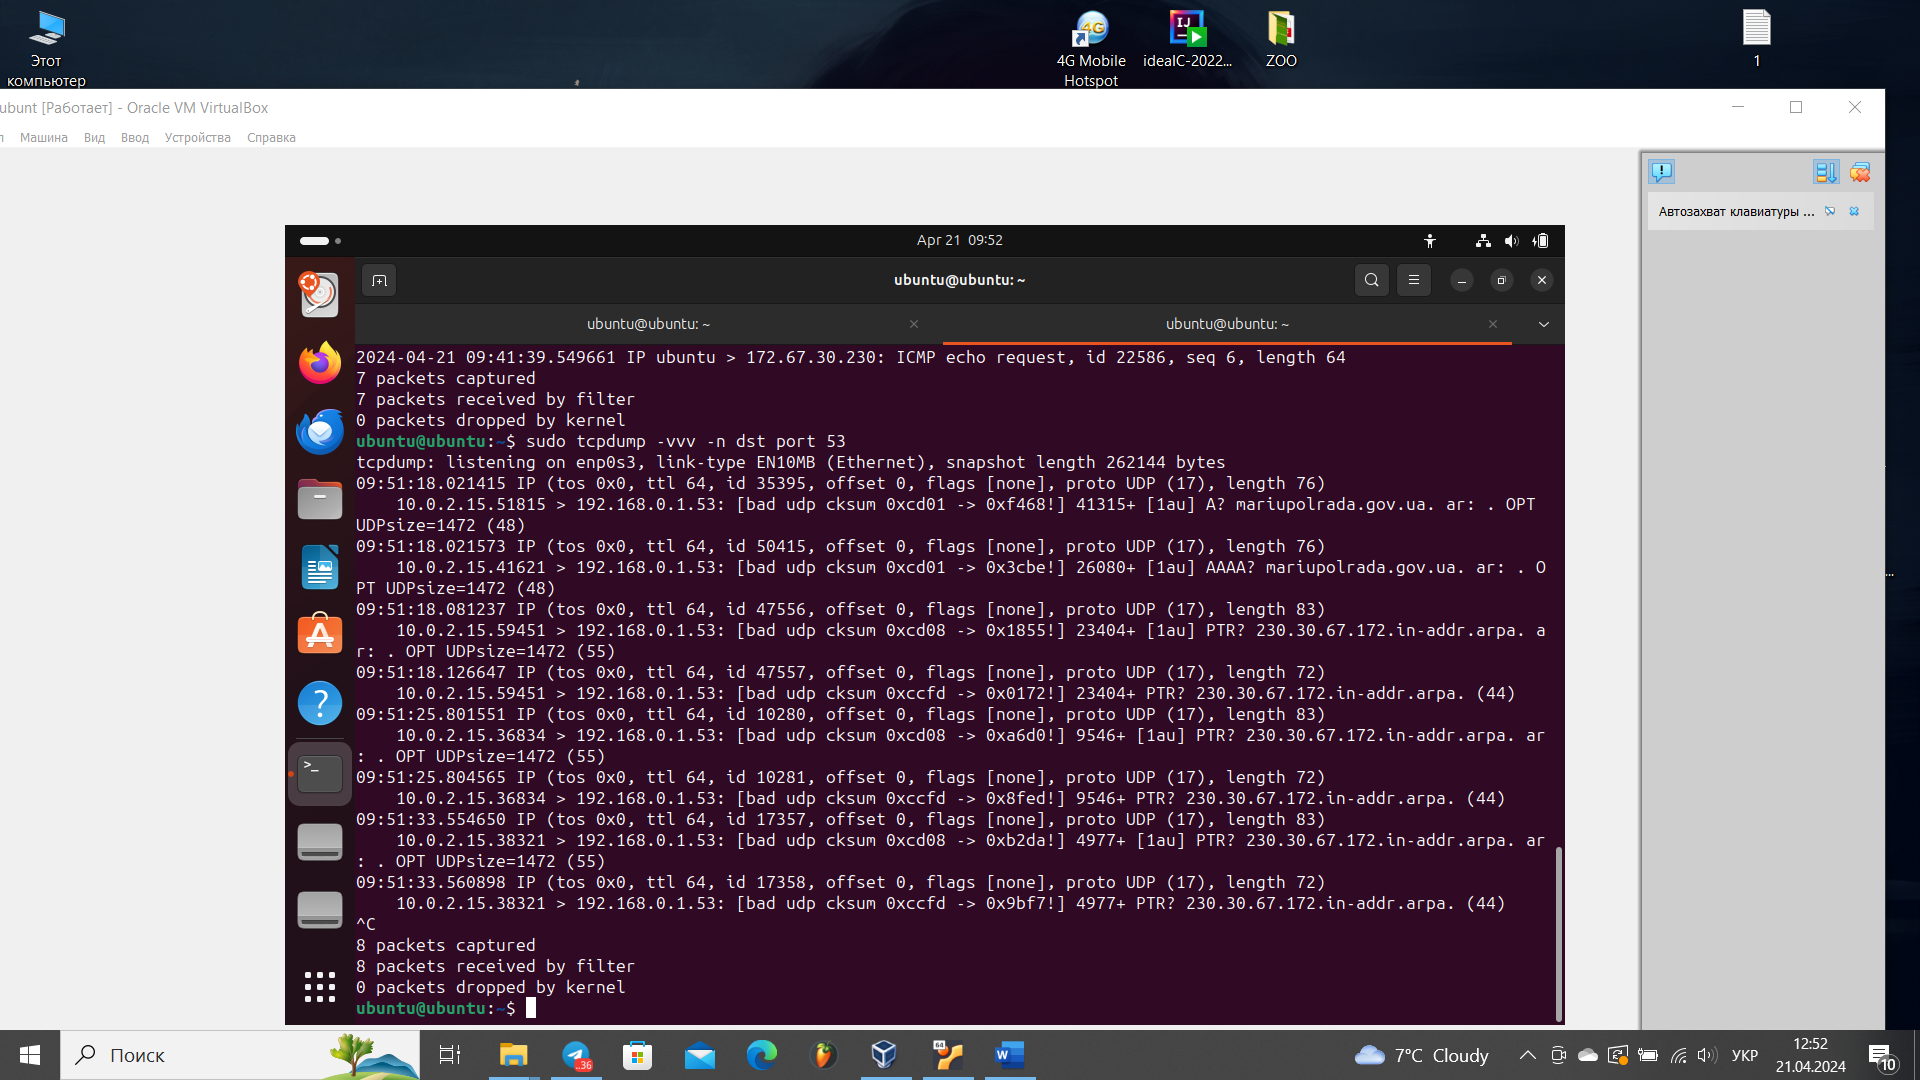 Этот
компьютер
4G Mobile
Hotspot
ideaIC-2022...
ZOO
1
ubunt [Работает] - Oracle VM VirtualBox
Машина Вид Ввод Устройства Справка
Автозахват клавиатуры ...
Apr 21 09:52
ubuntu@ubuntu: ~
ubuntu@ubuntu: ~ ubuntu@ubuntu: ~
2024-04-21 09:41:39.549661 IP ubuntu > 172.67.30.230: ICMP echo request, id 22586, seq 6, length 64
7 packets captured
7 packets received by filter
0 packets dropped by kernel
ubuntu@ubuntu:~$ sudo tcpdump -vvv -n dst port 53
tcpdump: listening on enp0s3, link-type EN10MB (Ethernet), snapshot length 262144 bytes
09:51:18.021415 IP (tos 0x0, ttl 64, id 35395, offset 0, flags [none], proto UDP (17), length 76)
10.0.2.15.51815 > 192.168.0.1.53: [bad udp cksum 0xcd01 -> 0xf468!] 41315+ [1au] A? mariupolrada.gov.ua. ar: . OPT
UDPsize=1472 (48)
09:51:18.021573 IP (tos 0x0, ttl 64, id 50415, offset 0, flags [none], proto UDP (17), length 76)
10.0.2.15.41621 > 192.168.0.1.53: [bad udp cksum 0xcd01 -> 0x3cbe!] 26080+ [1au] AAAA? mariupolrada.gov.ua. ar: . O
PT UDPsize=1472 (48)
09:51:18.081237 IP (tos 0x0, ttl 64, id 47556, offset 0, flags [none], proto UDP (17), length 83)
10.0.2.15.59451 > 192.168.0.1.53: [bad udp cksum 0xcd08 -> 0x1855!] 23404+ [1au] PTR? 230.30.67.172.in-addr.arpa. a
r: . OPT UDPsize=1472 (55)
09:51:18.126647 IP (tos 0x0, ttl 64, id 47557, offset 0, flags [none], proto UDP (17), length 72)
10.0.2.15.59451 > 192.168.0.1.53: [bad udp cksum 0xccfd -> 0x0172!] 23404+ PTR? 230.30.67.172.in-addr.arpa. (44)
09:51:25.801551 IP (tos 0x0, ttl 64, id 10280, offset 0, flags [none], proto UDP (17), length 83)
10.0.2.15.36834 > 192.168.0.1.53: [bad udp cksum 0xcd08 -> 0xa6d0!] 9546+ [1au] PTR? 230.30.67.172.in-addr.arpa. ar
: . OPT UDPsize=1472 (55)
09:51:25.804565 IP (tos 0x0, ttl 64, id 10281, offset 0, flags [none], proto UDP (17), length 72)
10.0.2.15.36834 > 192.168.0.1.53: [bad udp cksum 0xccfd -> 0x8fed!] 9546+ PTR? 230.30.67.172.in-addr.arpa. (44)
09:51:33.554650 IP (tos 0x0, ttl 64, id 17357, offset 0, flags [none], proto UDP (17), length 83)
10.0.2.15.38321 > 192.168.0.1.53: [bad udp cksum 0xcd08 -> 0xb2da!] 4977+ [1au] PTR? 230.30.67.172.in-addr.arpa. ar
: . OPT UDPsize=1472 (55)
09:51:33.560898 IP (tos 0x0, ttl 64, id 17358, offset 0, flags [none], proto UDP (17), length 72)
10.0.2.15.38321 > 192.168.0.1.53: [bad udp cksum 0xccfd -> 0x9bf7!] 4977+ PTR? 230.30.67.172.in-addr.arpa. (44)
^C
8 packets captured
8 packets received by filter
0 packets dropped by kernel
ubuntu@ubuntu:~$
Поиск
..36
7°C Cloudy
УКР
12:52
21.04.2024
10